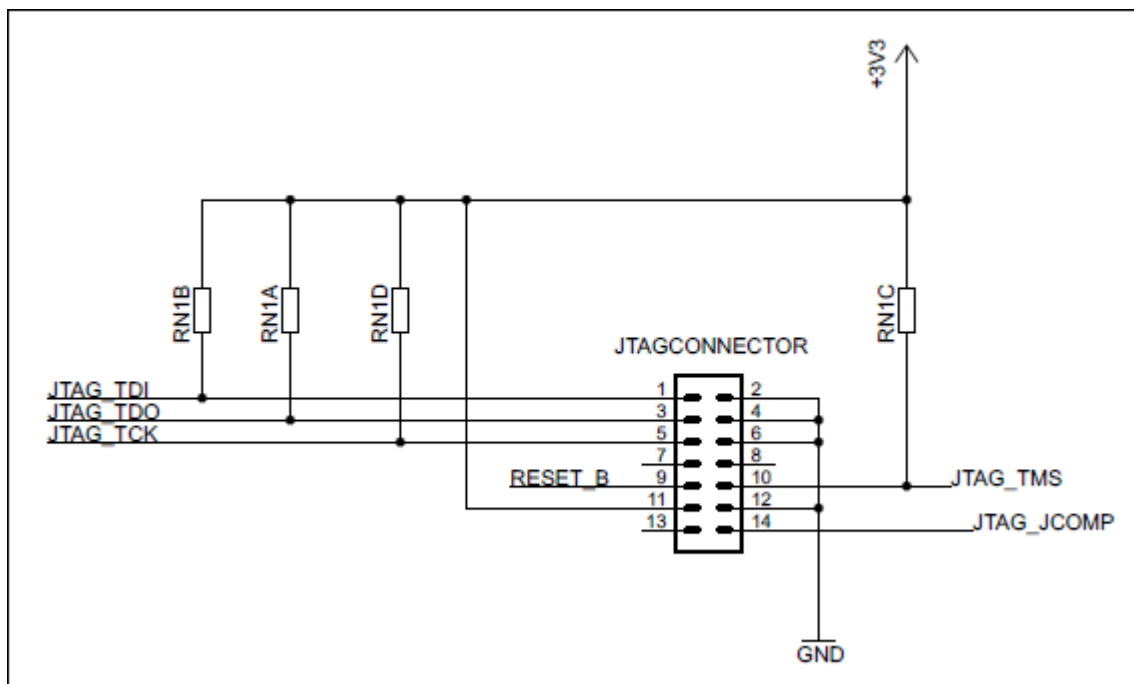 +3V3
RN1B
RN1A
RN1D
RN1C
JTAGCONNECTOR
JTAG_TDI
1
2
JTAG_TDO
3
4
JTAG_TCK
5
6
7
8
RESET_B
9
10
JTAG_TMS
11
12
13
14
JTAG_JCOMP
GND